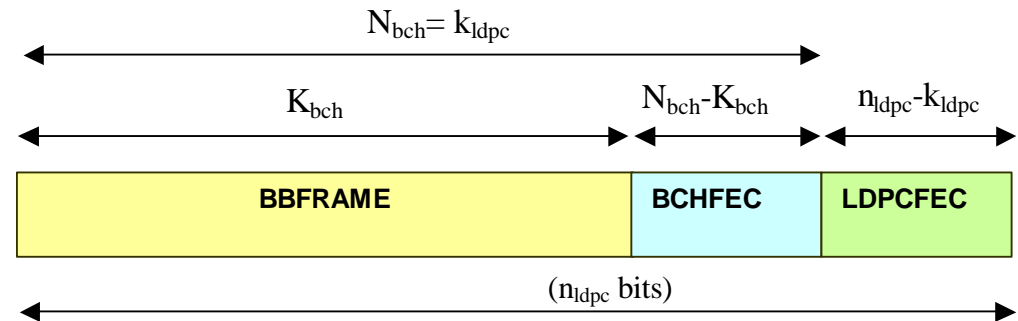 N_bch= k_ldpc
K_bch N_bch-K_bch n_ldpc-k_ldpc
BBFRAME BCHFEC LDPCFEC
(n_ldpc bits)